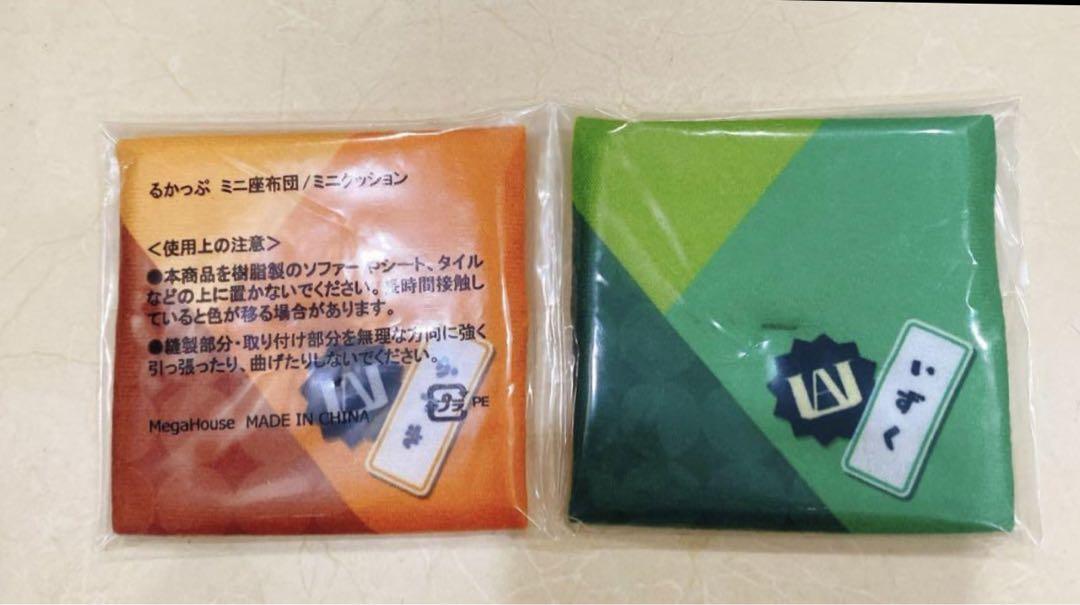 るかっぷ ミニ座布団/ミニクッション
＜使用上の注意＞
●本商品を樹脂製のソファーやシート、タイル
などの上に置かないでください。長時間接触し
ていると色が移る場合があります。
●縫製部分・取り付け部分を無理な方向に強く
引っ張ったり、曲げたりしないでください。
プラ PE
MegaHouse MADE IN CHINA
いずく